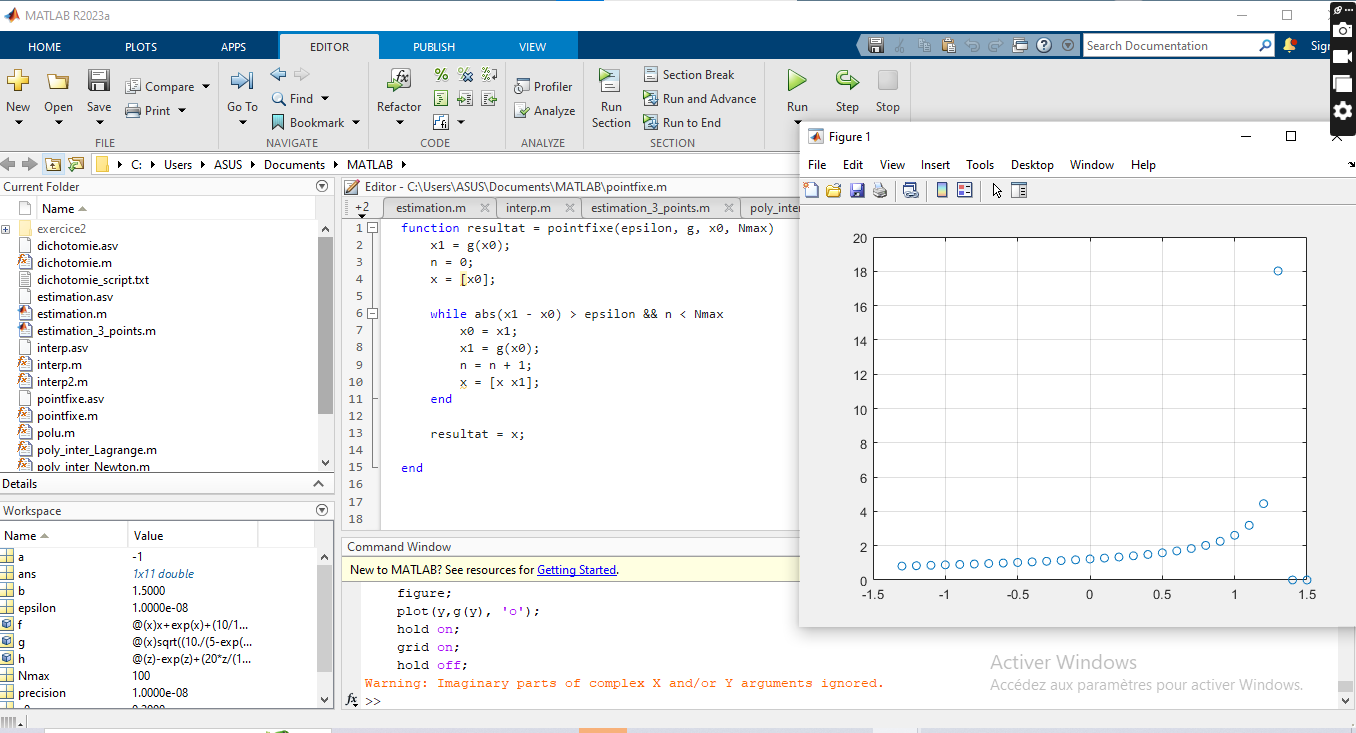 MATLAB R2023a
HOME PLOTS APPS EDITOR PUBLISH VIEW
Search Documentation
New Open Save
Compare
Print
FILE
Go To
Find
Bookmark
NAVIGATE
Refactor
CODE
Profiler
Analyze
ANALYZE
Run Section
Section Break
Run and Advance
Run to End
SECTION
Run Step Stop
C: Users ASUS Documents MATLAB
Current Folder
Name
exercice2
dichotomie.asv
dichotomie.m
dichotomie_script.txt
estimation.asv
estimation.m
estimation_3_points.m
interp.asv
interp.m
interp2.m
pointfixe.asv
pointfixe.m
polu.m
poly_inter_Lagrange.m
poly_inter_Newton.m
Details
Workspace
Name Value
a -1
ans 1x11 double
b 1.5000
epsilon 1.0000e-08
f @(x)x+exp(x)+(10/1...
g @(x)sqrt((10./(5-exp(...
h @(z)-exp(z)+(20*z/(1...
Nmax 100
precision 1.0000e-08
Editor - C:\Users\ASUS\Documents\MATLAB\pointfixe.m
+2 estimation.m interp.m estimation_3_points.m
1 function resultat = pointfixe(epsilon, g, x0, Nmax)
2 x1 = g(x0);
3 n = 0;
4 x = [x0];
5
6 while abs(x1 - x0) > epsilon && n < Nmax
7 x0 = x1;
8 x1 = g(x0);
9 n = n + 1;
10 x = [x x1];
11 end
12
13 resultat = x;
14
15 end
16
17
18
Command Window
New to MATLAB? See resources for Getting Started.
figure;
plot(y,g(y), 'o');
hold on;
grid on;
hold off;
Warning: Imaginary parts of complex X and/or Y arguments ignored.
fx >>
Figure 1
File Edit View Insert Tools Desktop Window Help
20
18
16
14
12
10
8
6
4
2
0
-1.5 -1 -0.5 0 0.5 1 1.5
Activer Windows
Accédez aux paramètres pour activer Windows.